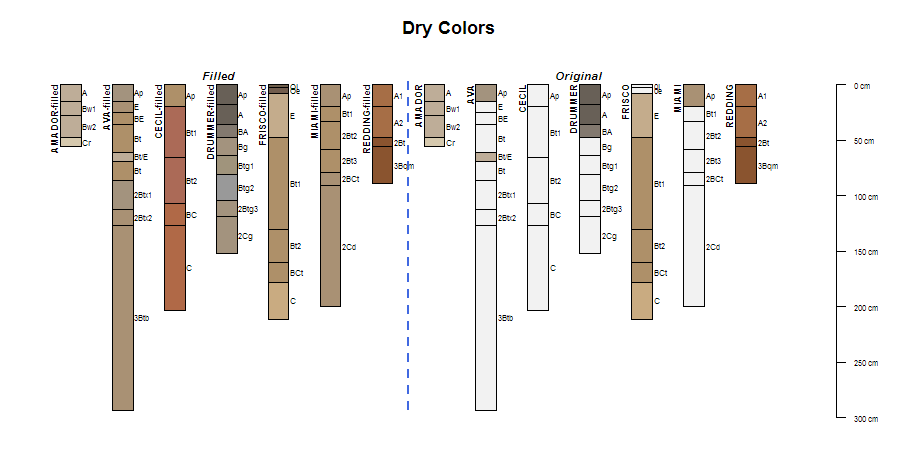 Dry Colors
Filled
Original
AMADOR-filled
A
Bw1
Bw2
Cr
AVA-filled
Ap
E
BE
Bt
Bt/E
Bt
2Btx1
2Btx2
3Btb
CECIL-filled
Ap
Bt1
Bt2
BC
C
DRUMMER-filled
Ap
A
BA
Bg
Btg1
Btg2
2Btg3
2Cg
FRISCO-filled
Oi
Oe
E
Bt1
Bt2
BCt
C
MIAMI-filled
Ap
Bt1
2Bt2
2Bt3
2BCt
2Cd
REDDING-filled
A1
A2
2Bt
3Bqm
AMADOR
A
Bw1
Bw2
Cr
AVA
Ap
E
BE
Bt
Bt/E
Bt
2Btx1
2Btx2
3Btb
CECIL
Ap
Bt1
Bt2
BC
C
DRUMMER
Ap
A
BA
Bg
Btg1
Btg2
2Btg3
2Cg
FRISCO
Oi
Oe
E
Bt1
Bt2
BCt
C
MIAMI
Ap
Bt1
2Bt2
2Bt3
2BCt
2Cd
REDDING
A1
A2
2Bt
3Bqm
0 cm
50 cm
100 cm
150 cm
200 cm
250 cm
300 cm